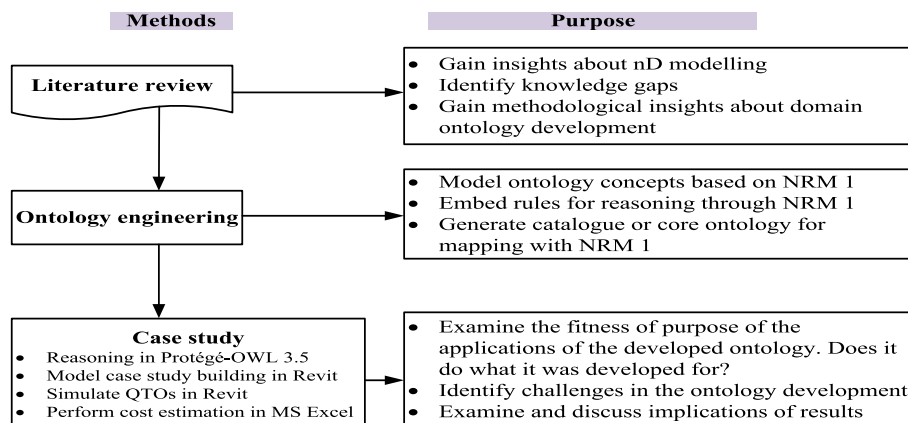 Methods
Purpose
Literature review
• Gain insights about nD modelling
• Identify knowledge gaps
• Gain methodological insights about domain
ontology development
Ontology engineering
• Model ontology concepts based on NRM 1
• Embed rules for reasoning through NRM 1
• Generate catalogue or core ontology for
mapping with NRM 1
Case study
• Reasoning in Protégé-OWL 3.5
• Model case study building in Revit
• Simulate QTOs in Revit
• Perform cost estimation in MS Excel
• Examine the fitness of purpose of the
applications of the developed ontology. Does it
do what it was developed for?
• Identify challenges in the ontology development
• Examine and discuss implications of results